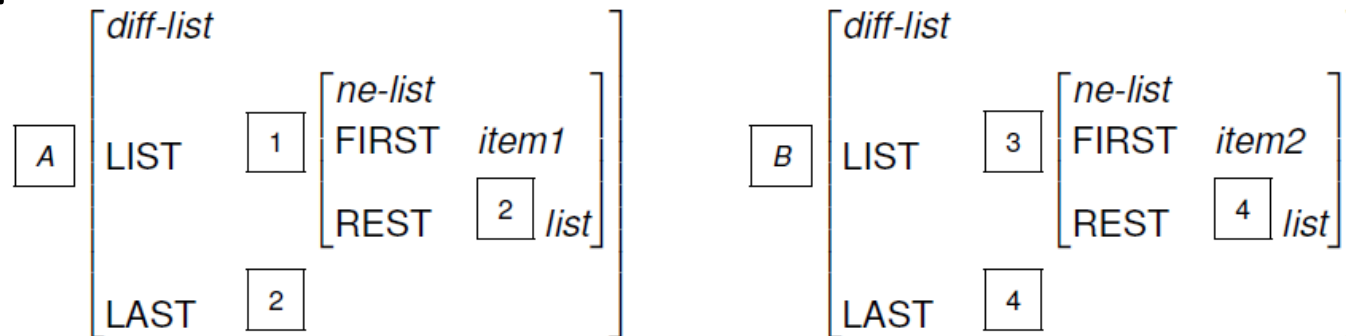 diff-list diff-list
ne-list ne-list
A LIST 1 FIRST item1 B LIST 3 FIRST item2
REST 2 list REST 4 list
LAST 2 LAST 4